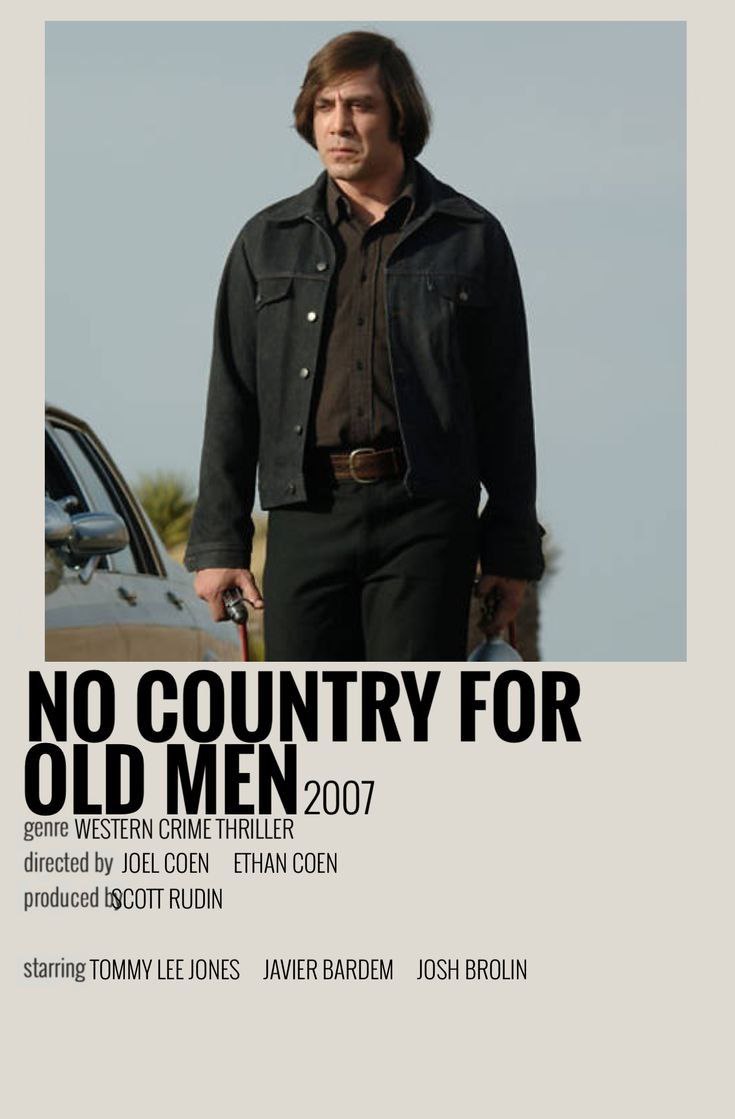 NO COUNTRY FOR
OLD MEN 2007
genre WESTERN CRIME THRILLER
directed by JOEL COEN ETHAN COEN
produced by SCOTT RUDIN
starring TOMMY LEE JONES JAVIER BARDEM JOSH BROLIN